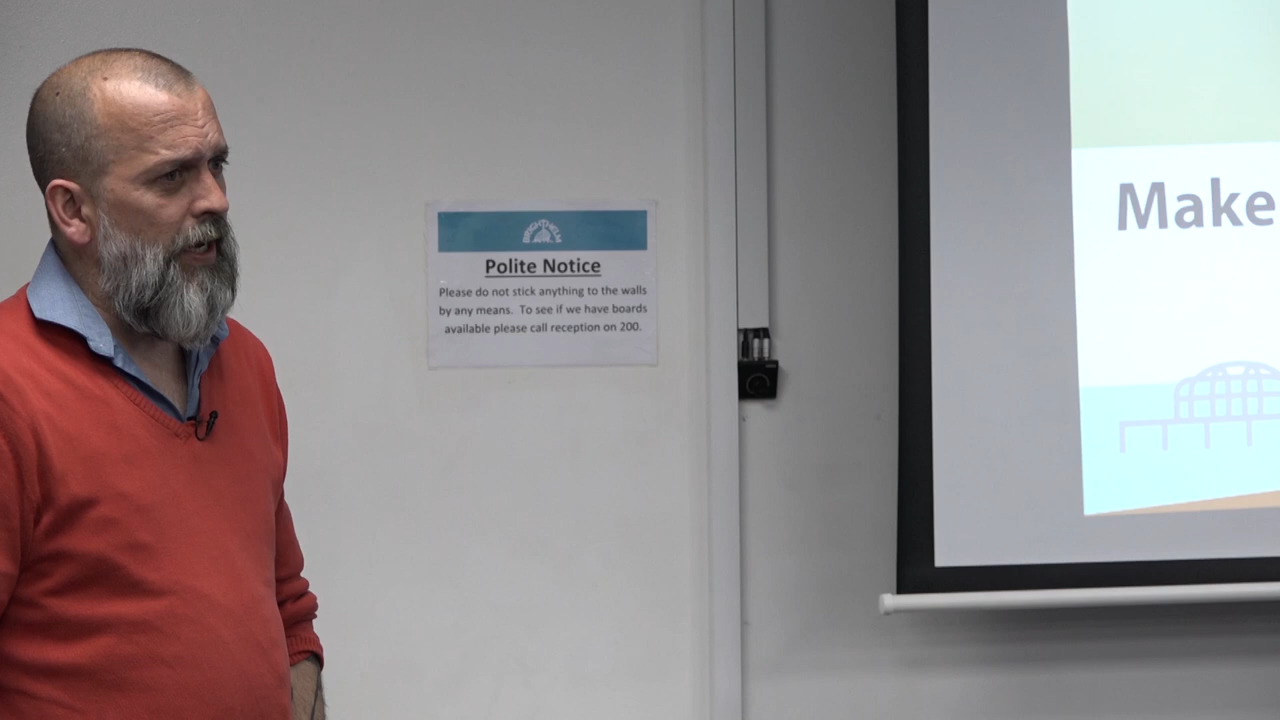 BRIGHTHELM
Polite Notice
Please do not stick anything to the walls
by any means.  To see if we have boards
available please call reception on 200.
Make